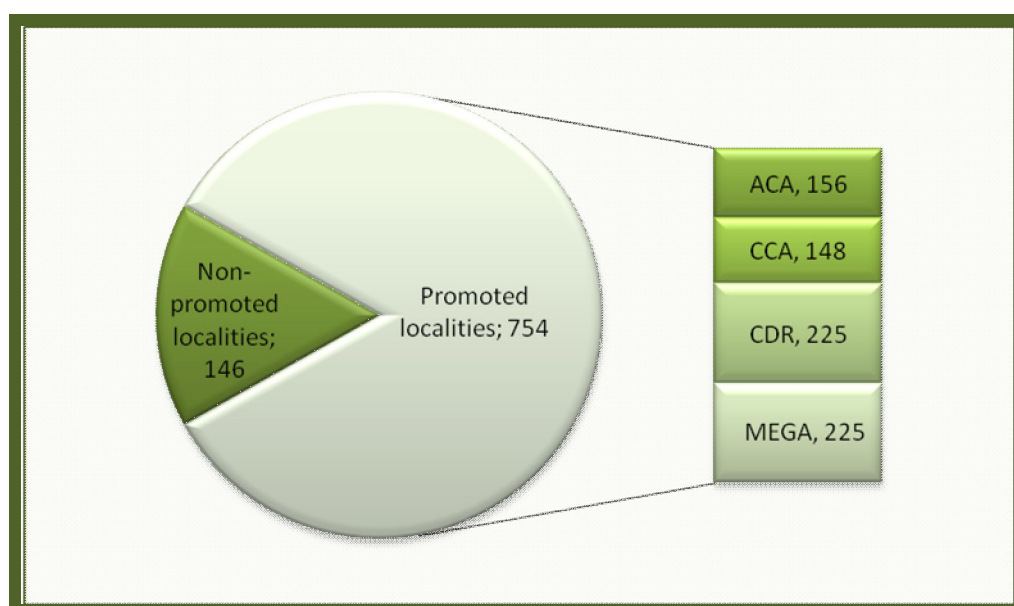 Non-
promoted
localities;
146
Promoted
localities; 754
ACA, 156
CCA, 148
CDR, 225
MEGA, 225